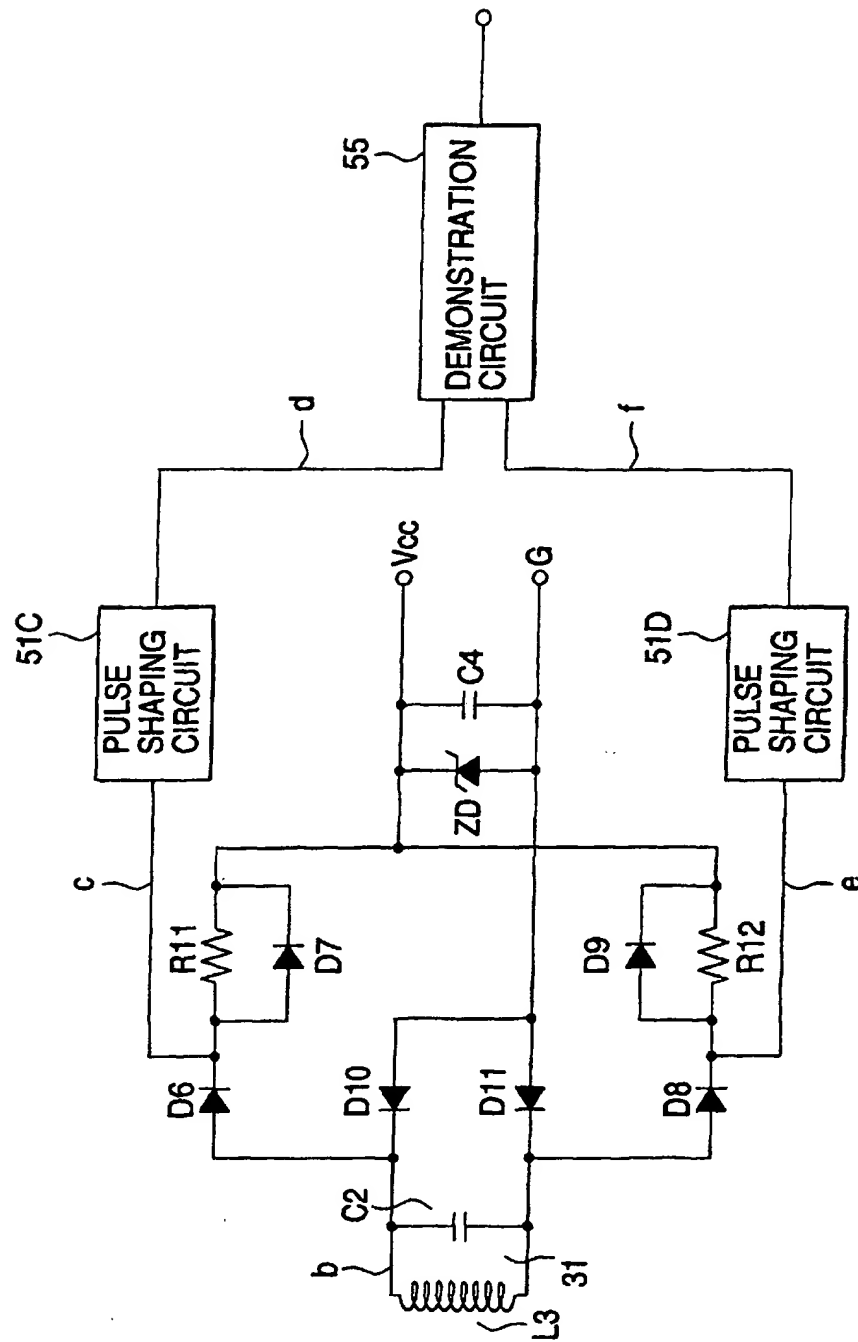 51C
PULSE
SHAPING
CIRCUIT
c
d
55
DEMONSTRATION
CIRCUIT
R11
D6
D7
b
C2
D10
Vcc
ZD
C4
L3
31
D11
G
D9
f
D8
R12
51D
PULSE
SHAPING
CIRCUIT
e